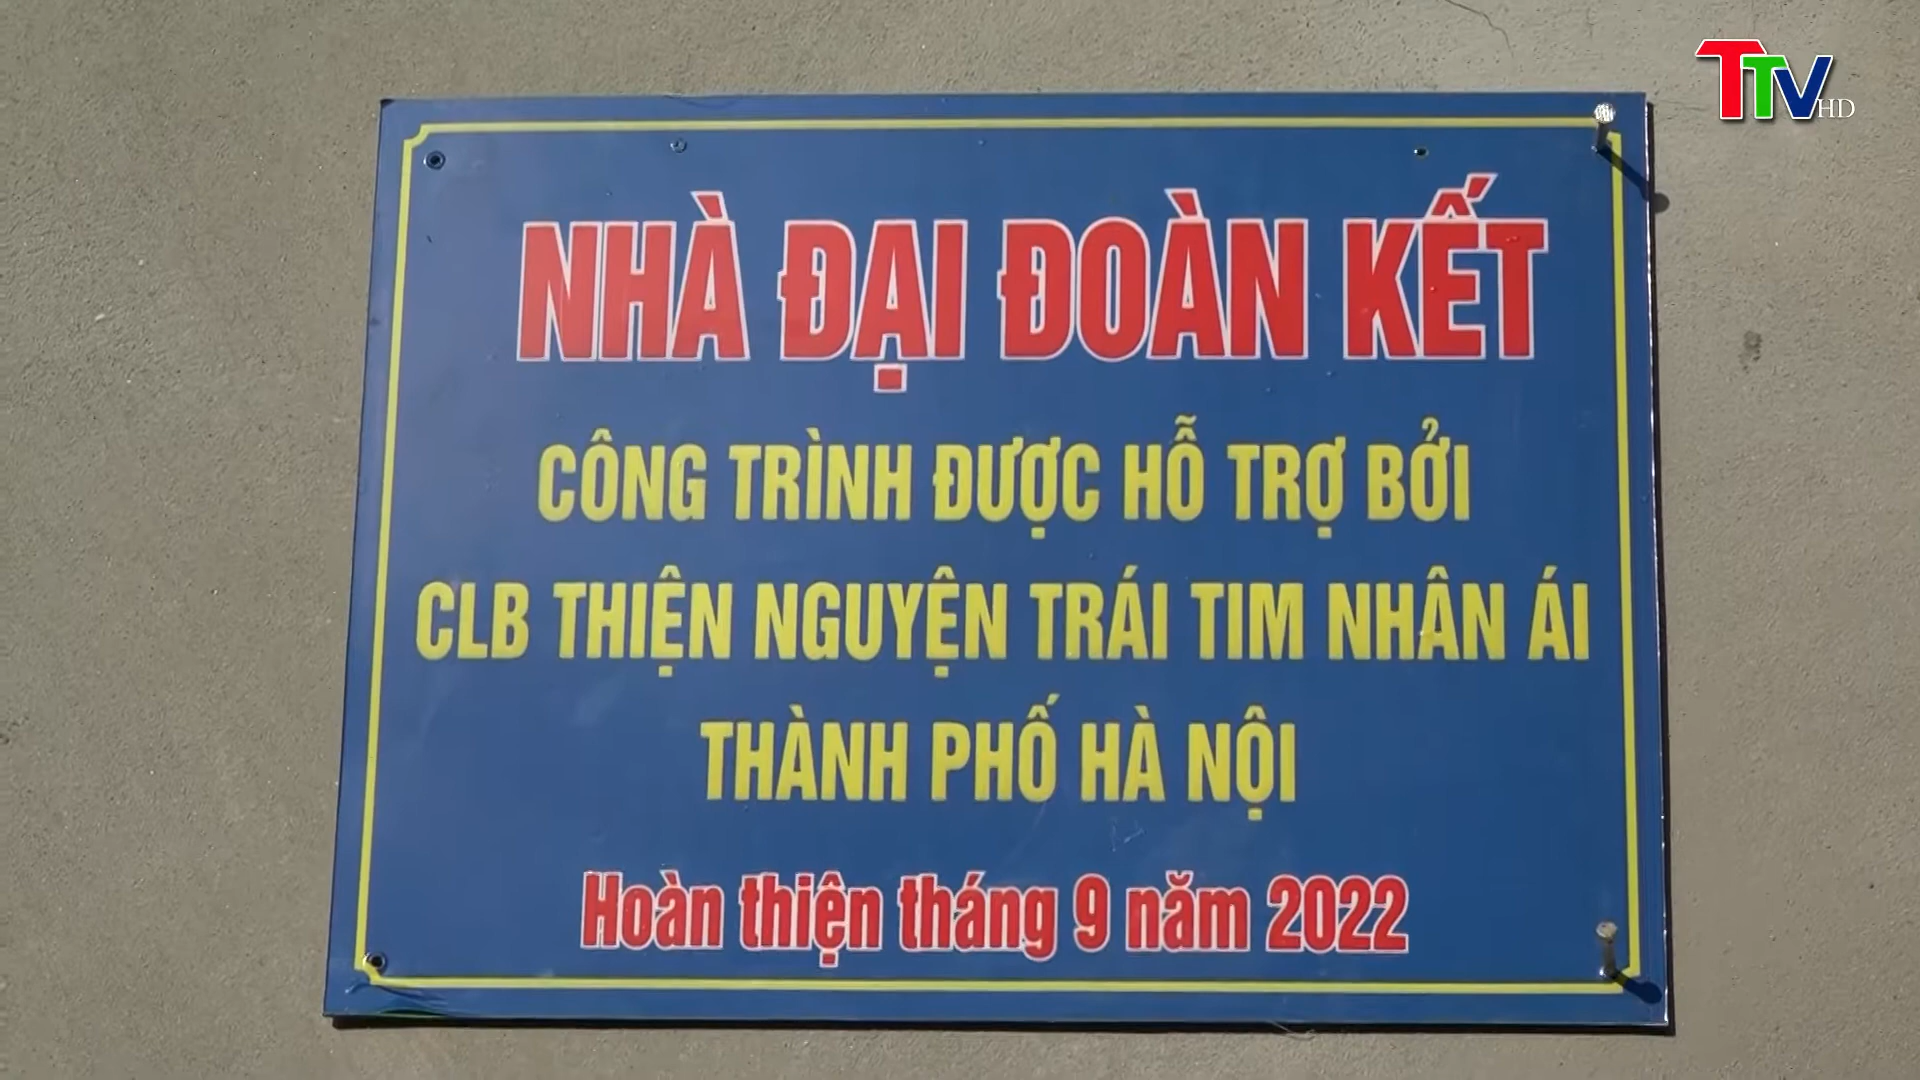 TTV HD
NHÀ ĐẠI ĐOÀN KẾT
CÔNG TRÌNH ĐƯỢC HỖ TRỢ BỞI
CLB THIỆN NGUYỆN TRÁI TIM NHÂN ÁI
THÀNH PHỐ HÀ NỘI
Hoàn thiện tháng 9 năm 2022